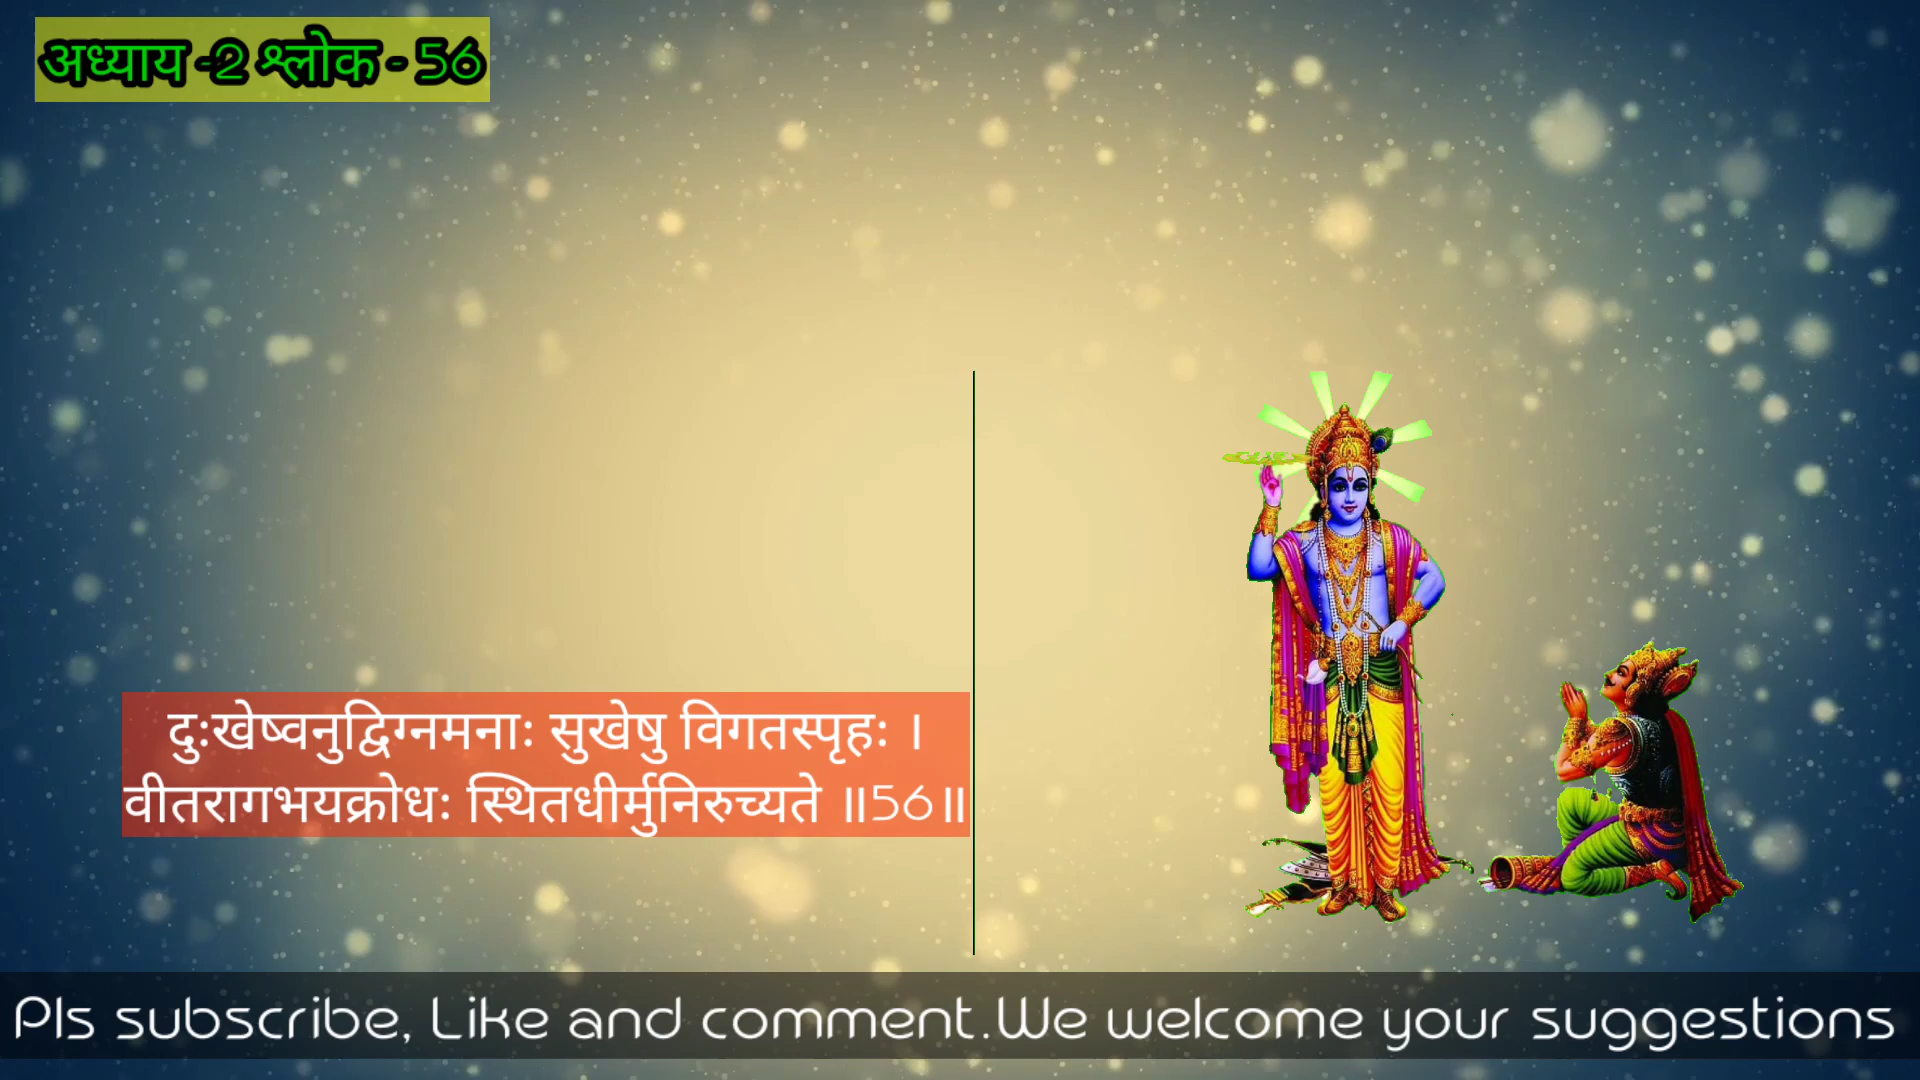 अध्याय -2 श्लोक - 56
दुःखेष्वनुद्विग्नमनाः सुखेषु विगतस्पृहः ।
वीतरागभयक्रोधः स्थितधीर्मुनिरुच्यते ॥56॥
Pls subscribe, Like and comment.We welcome your suggestions